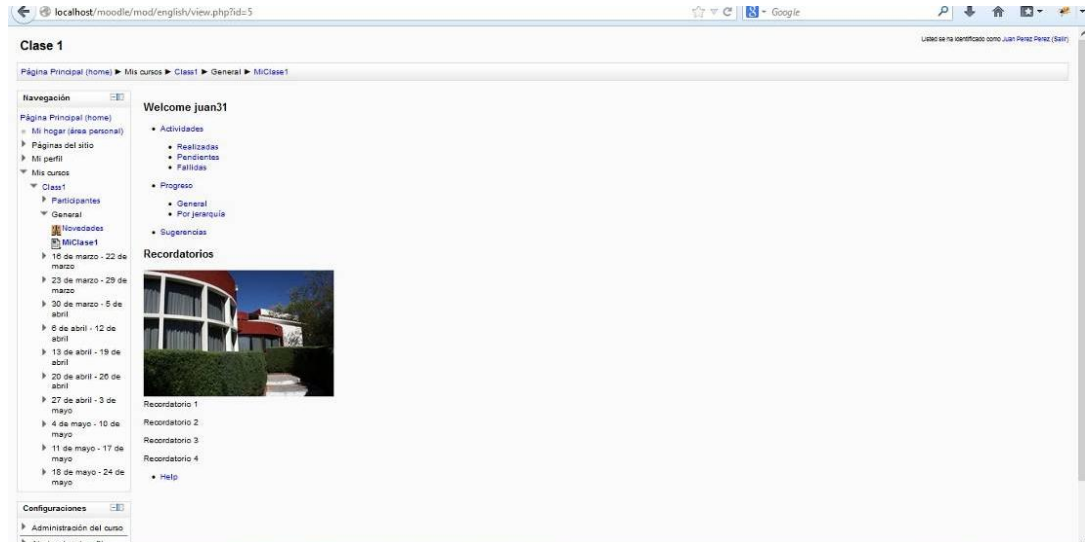 localhost/moodle/mod/english/view.php?id=5
Google
Clase 1
Usted se ha identificado como Juan Perez Perez (Salir)
Página Principal (home) ► Mis cursos ► Class1 ► General ► MiClase1
Navegación
Página Principal (home)
Mi hogar (área personal)
Páginas del sitio
Mi perfil
Mis cursos
Class1
Participantes
General
Novedades
MiClase1
16 de marzo - 22 de
marzo
23 de marzo - 29 de
marzo
30 de marzo - 5 de
abril
6 de abril - 12 de
abril
13 de abril - 19 de
abril
20 de abril - 26 de
abril
27 de abril - 3 de
mayo
4 de mayo - 10 de
mayo
11 de mayo - 17 de
mayo
18 de mayo - 24 de
mayo
Configuraciones
Administración del curso
Welcome juan31
Actividades
Realizadas
Pendientes
Fallidas
Progreso
General
Por jerarquía
Sugerencias
Recordatorios
Recordatorio 1
Recordatorio 2
Recordatorio 3
Recordatorio 4
Help